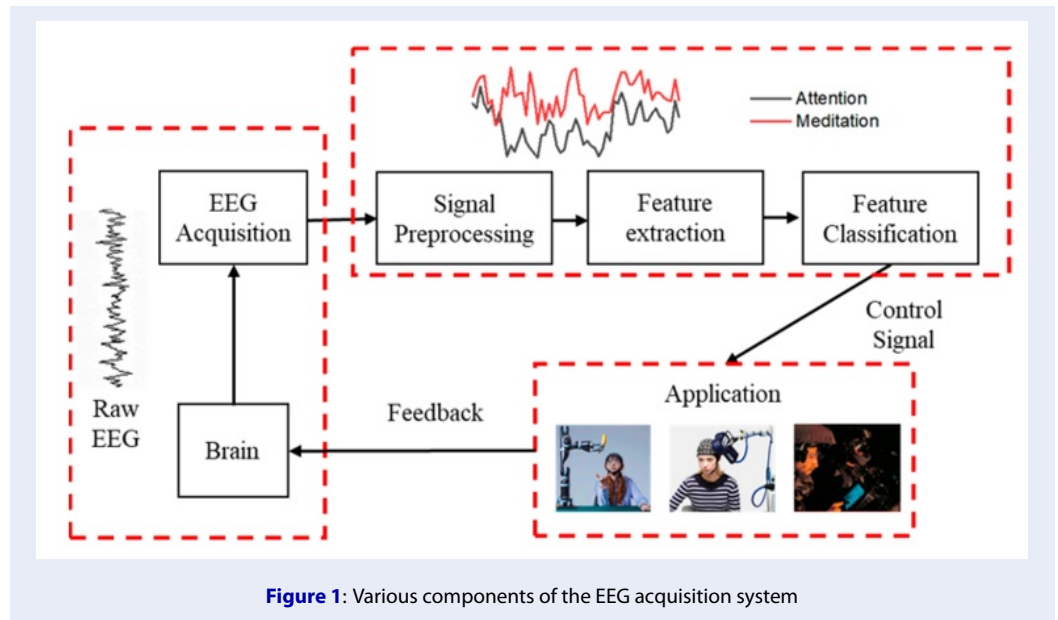 Attention
Meditation
EEG
Acquisition
Signal
Preprocessing
Feature
extraction
Feature
Classification
Control
Signal
Application
Raw
EEG
Brain
Feedback
Figure 1: Various components of the EEG acquisition system